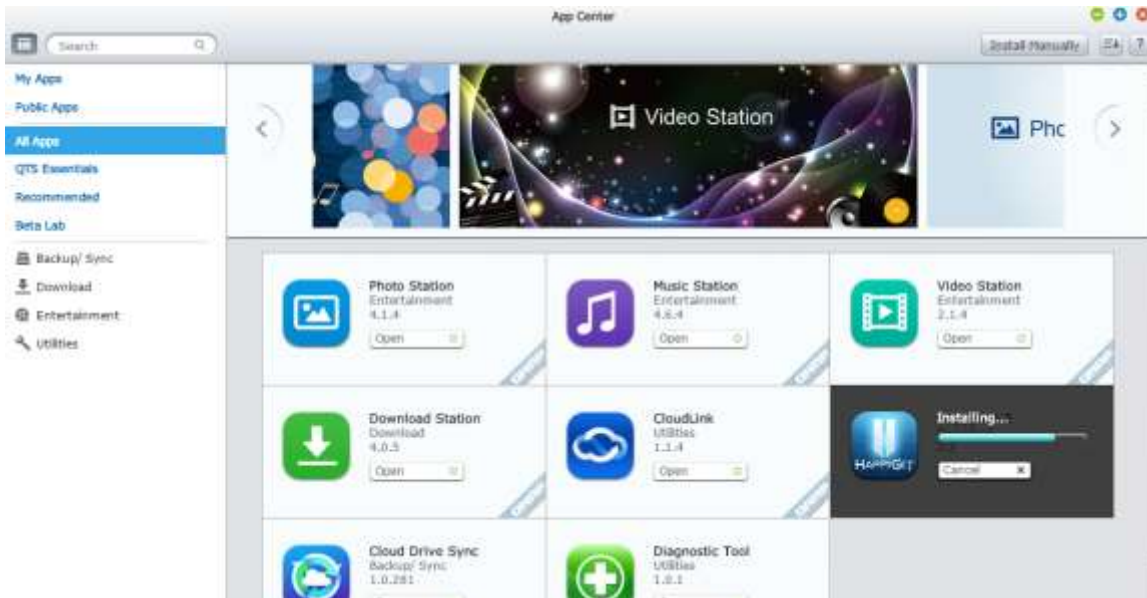 App Center
Search
Install Manually
?
My Apps
Public Apps
All Apps
QTS Essentials
Recommended
Beta Lab
Backup/ Sync
Download
Entertainment
Utilities
Video Station
Phc
Photo Station
Entertainment
4.1.4
Open
Music Station
Entertainment
4.6.4
Open
Video Station
Entertainment
2.1.4
Open
Download Station
Download
4.0.5
Open
CloudLink
Utilities
1.1.4
Open
Installing...
HAPPYGET
Cancel
Cloud Drive Sync
Backup/ Sync
1.0.281
Diagnostic Tool
Utilities
1.0.1